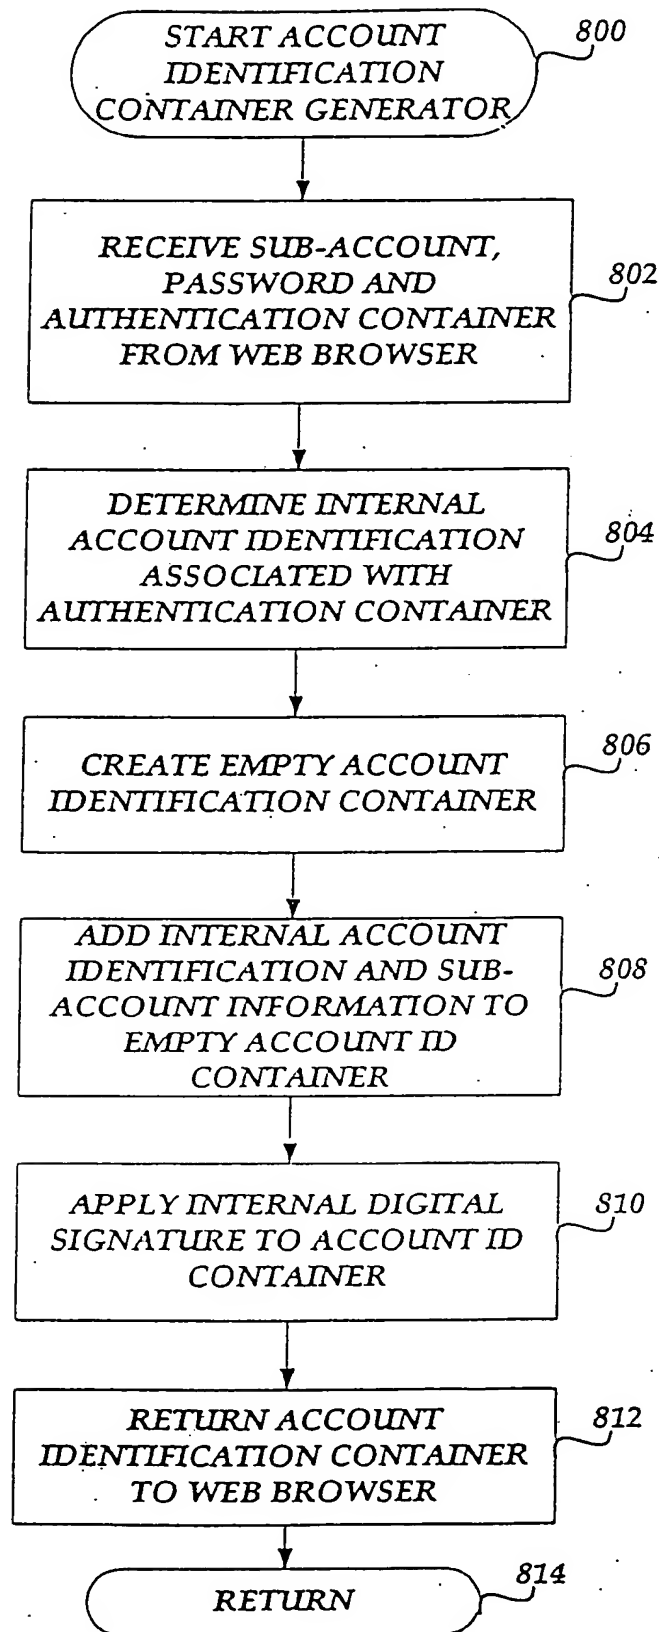 START ACCOUNT
IDENTIFICATION
CONTAINER GENERATOR
800
RECEIVE SUB-ACCOUNT,
PASSWORD AND
AUTHENTICATION CONTAINER
FROM WEB BROWSER
802
DETERMINE INTERNAL
ACCOUNT IDENTIFICATION
ASSOCIATED WITH
AUTHENTICATION CONTAINER
804
CREATE EMPTY ACCOUNT
IDENTIFICATION CONTAINER
806
ADD INTERNAL ACCOUNT
IDENTIFICATION AND SUB-
ACCOUNT INFORMATION TO
EMPTY ACCOUNT ID
CONTAINER
808
APPLY INTERNAL DIGITAL
SIGNATURE TO ACCOUNT ID
CONTAINER
810
RETURN ACCOUNT
IDENTIFICATION CONTAINER
TO WEB BROWSER
812
RETURN
814